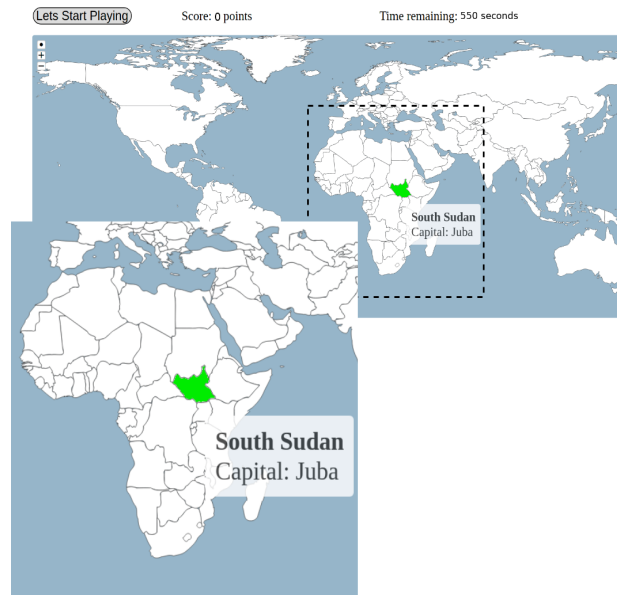 Lets Start Playing Score: 0 points Time remaining: 550 seconds
+
−
South Sudan
Capital: Juba
South Sudan
Capital: Juba